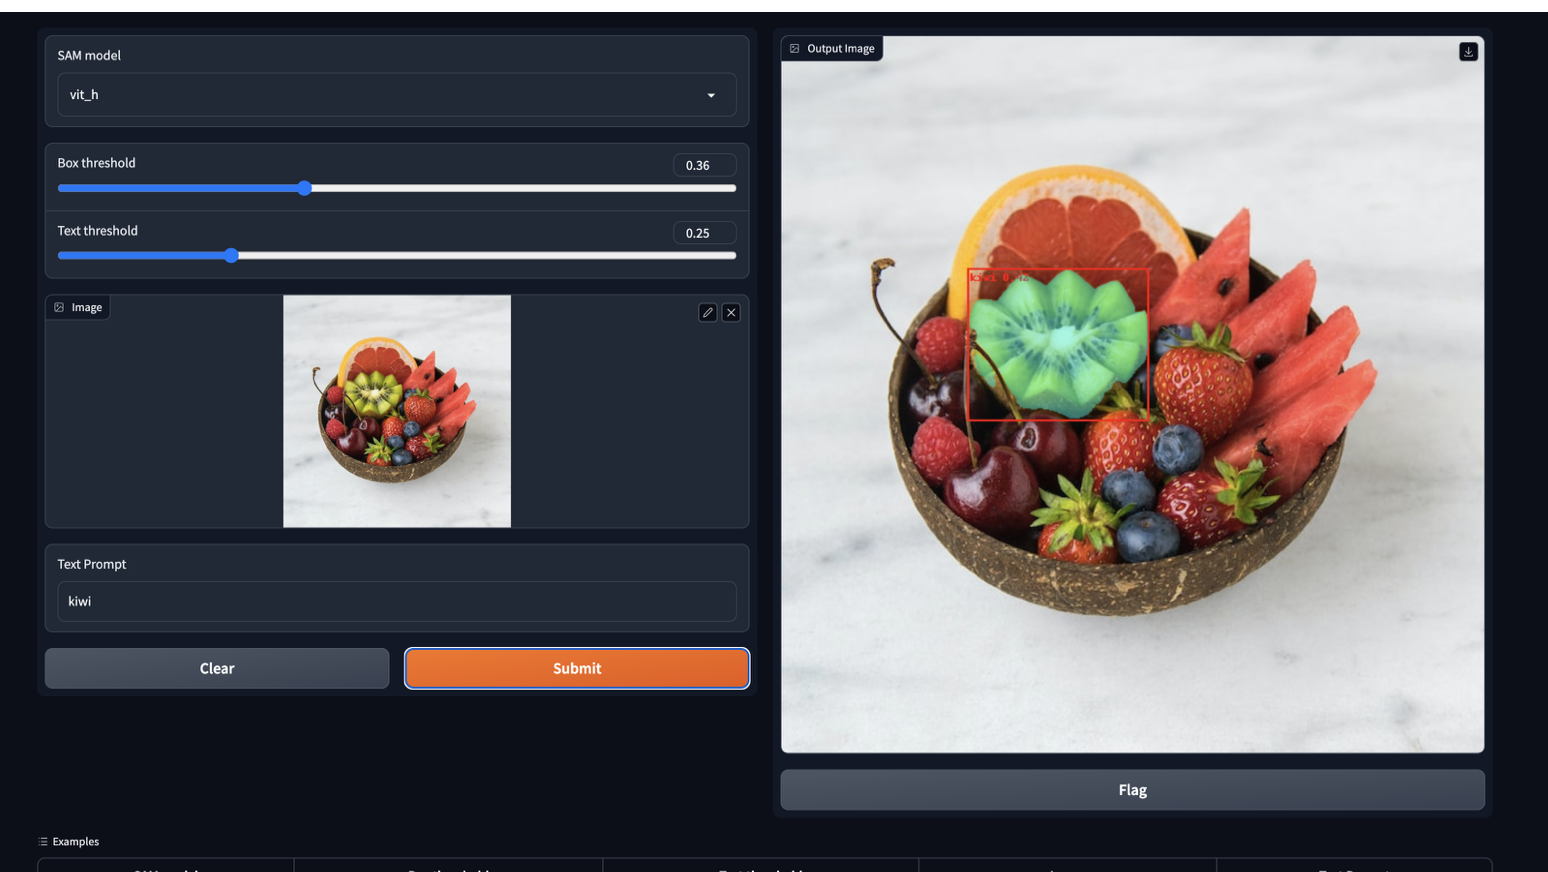 SAM model
vit_h
Box threshold
0.36
Text threshold
0.25
Image
Text Prompt
kiwi
Clear
Submit
Output Image
kiwi
Flag
Examples